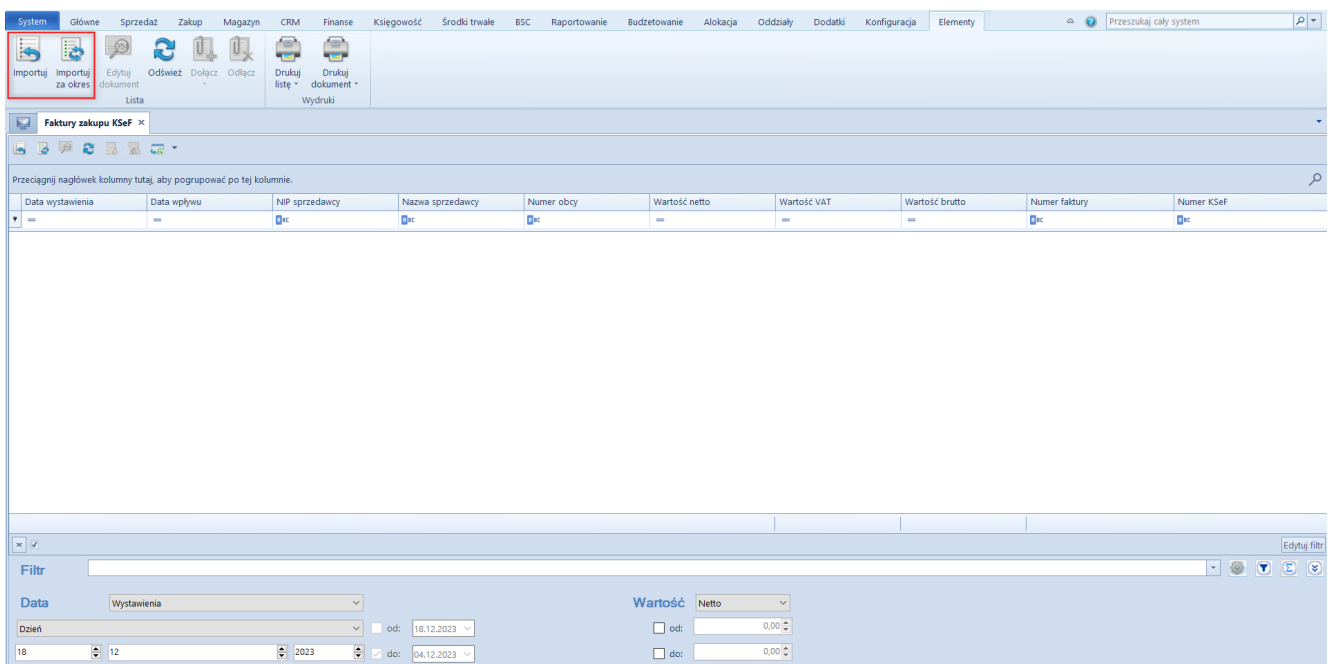 System Główne Sprzedaż Zakup Magazyn CRM Finanse Księgowość Środki trwałe BSC Raportowanie Budżetowanie Alokacja Oddziały Dodatki Konfiguracja Elementy Przeszukaj cały system
Importuj Importuj Edytuj Odśwież Dołącz Odłącz Drukuj Drukuj
za okres dokument listę dokument
Lista Wydruki
Faktury zakupu KSeF
Przeciągnij nagłówek kolumny tutaj, aby pogrupować po tej kolumnie.
Data wystawienia Data wpływu NIP sprzedawcy Nazwa sprzedawcy Numer obcy Wartość netto Wartość VAT Wartość brutto Numer faktury Numer KSeF
Edytuj filtr
Filtr
Data Wystawienia Wartość Netto
Dzień od: 18.12.2023 od: 0,00
18 12 2023 do: 04.12.2023 do: 0,00